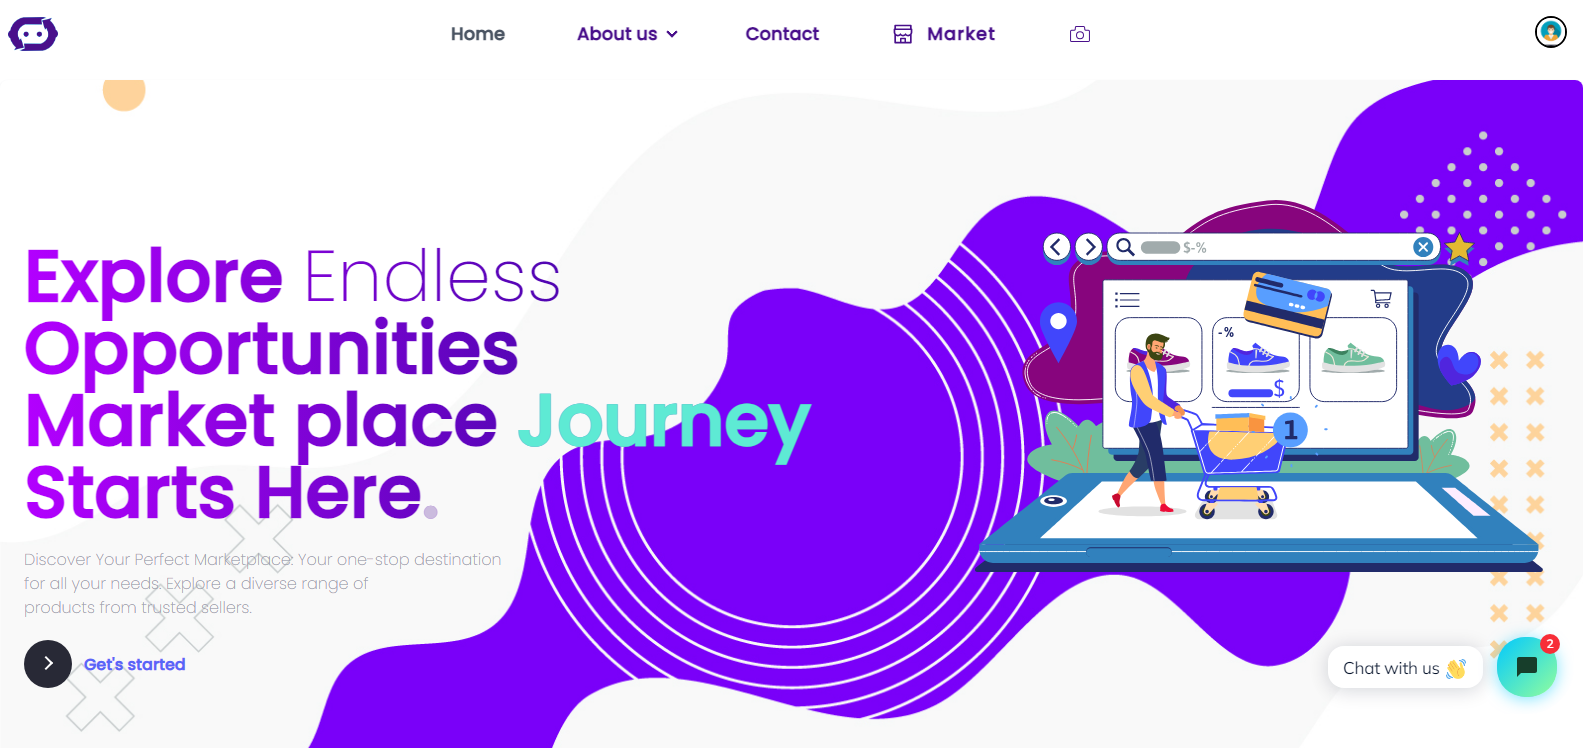 Home
About us
Contact
Market
$-%
-%
$
1
Explore Endless
Opportunities
Market place Journey
Starts Here.
Discover Your Perfect Marketplace: Your one-stop destination
for all your needs. Explore a diverse range of
products from trusted sellers.
Get's started
Chat with us 👋
2